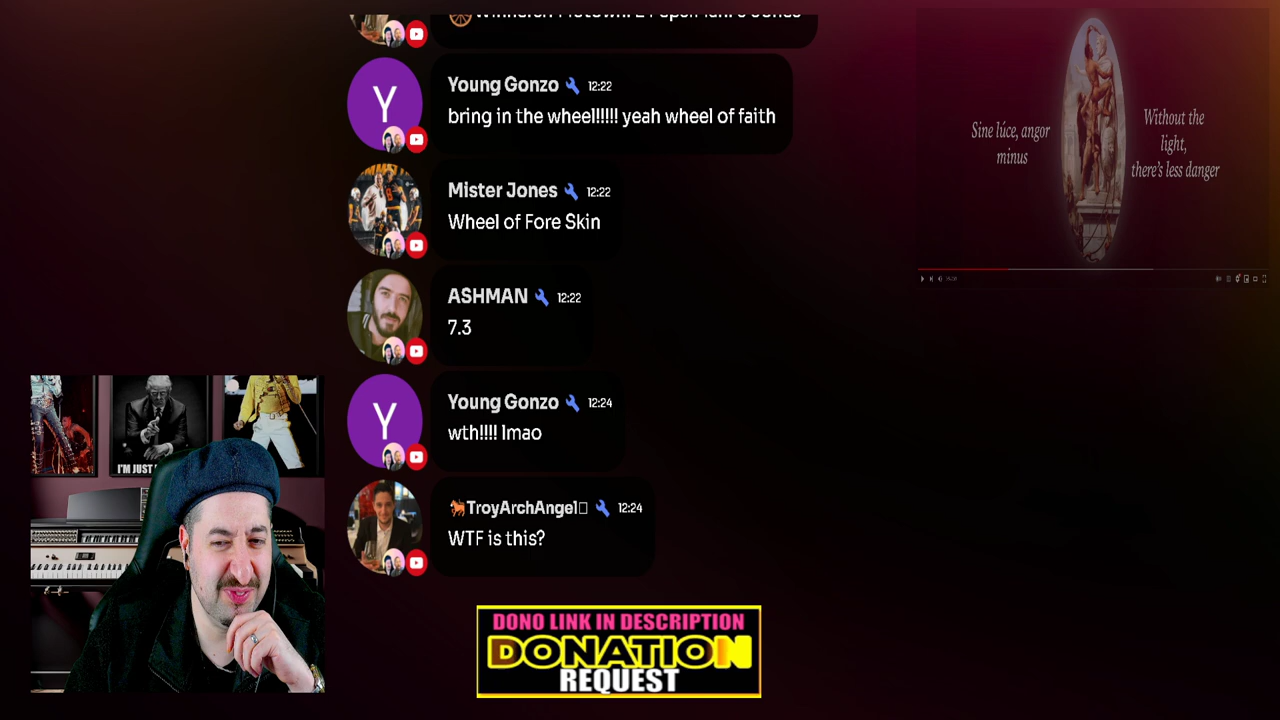 Young Gonzo 12:22
bring in the wheel!!!!! yeah wheel of faith
Mister Jones 12:22
Wheel of Fore Skin
ASHMAN 12:22
7.3
Y
Young Gonzo 12:24
wth!!!! lmao
Y
TroyArchAngel 12:24
WTF is this?
Sine lúce, angor
minus
Without the
light,
there's less danger
I'M JUST
DONO LINK IN DESCRIPTION
DONATION
REQUEST